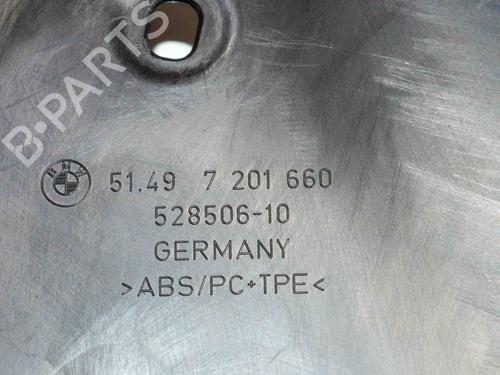 B-PARTS
BMW
51.49 7 201 660
528506-10
GERMANY
>ABS/PC+TPE<